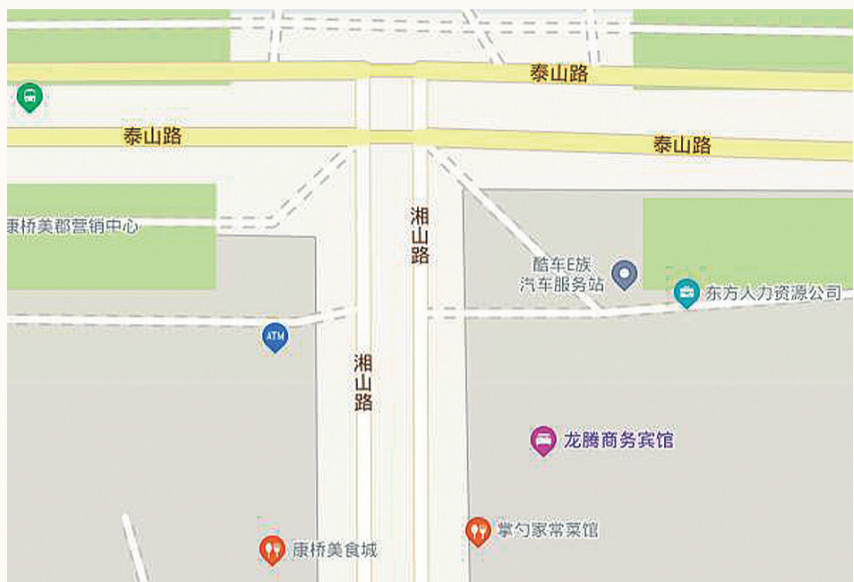 泰山路
泰山路
泰山路
湘山路
康桥美郡营销中心
酷车E族
汽车服务站
东方人力资源公司
ATM
湘山路
龙腾商务宾馆
掌勺家常菜馆
康桥美食城